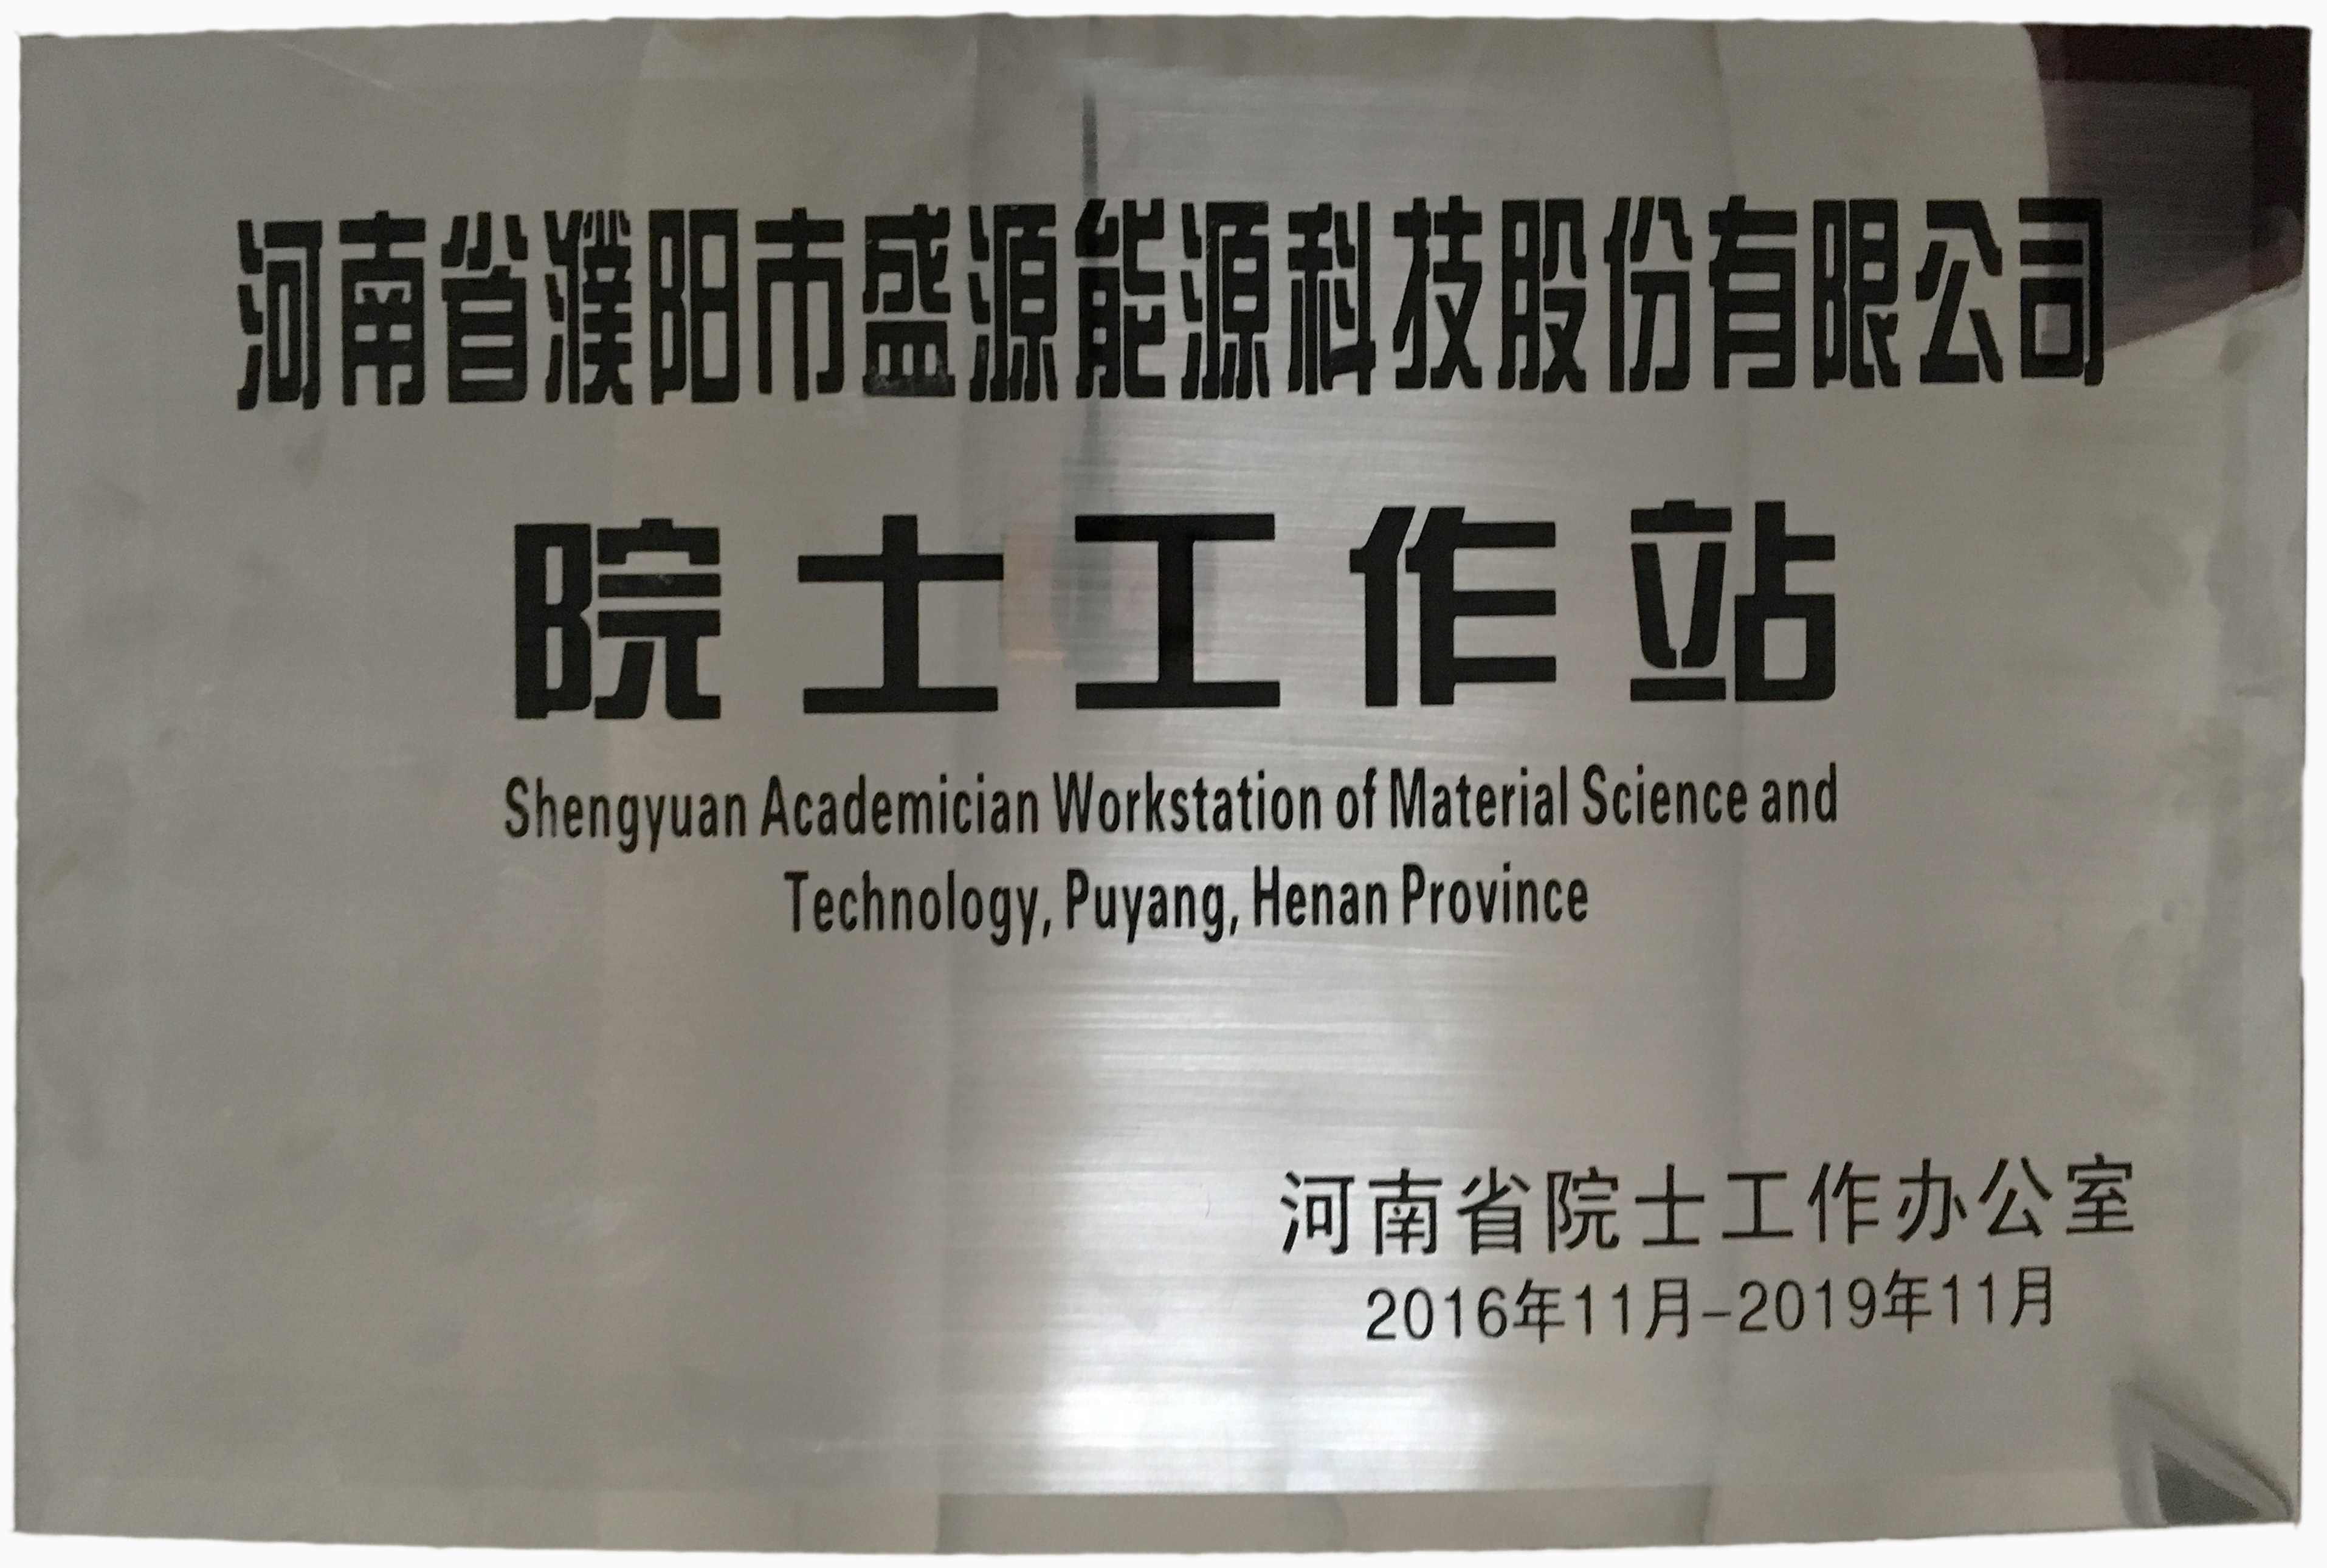 河南省濮阳市盛源能源科技股份有限公司
院士工作站
Shengyuan Academician Workstation of Material Science and
Technology, Puyang, Henan Province
河南省院士工作办公室
2016年11月-2019年11月